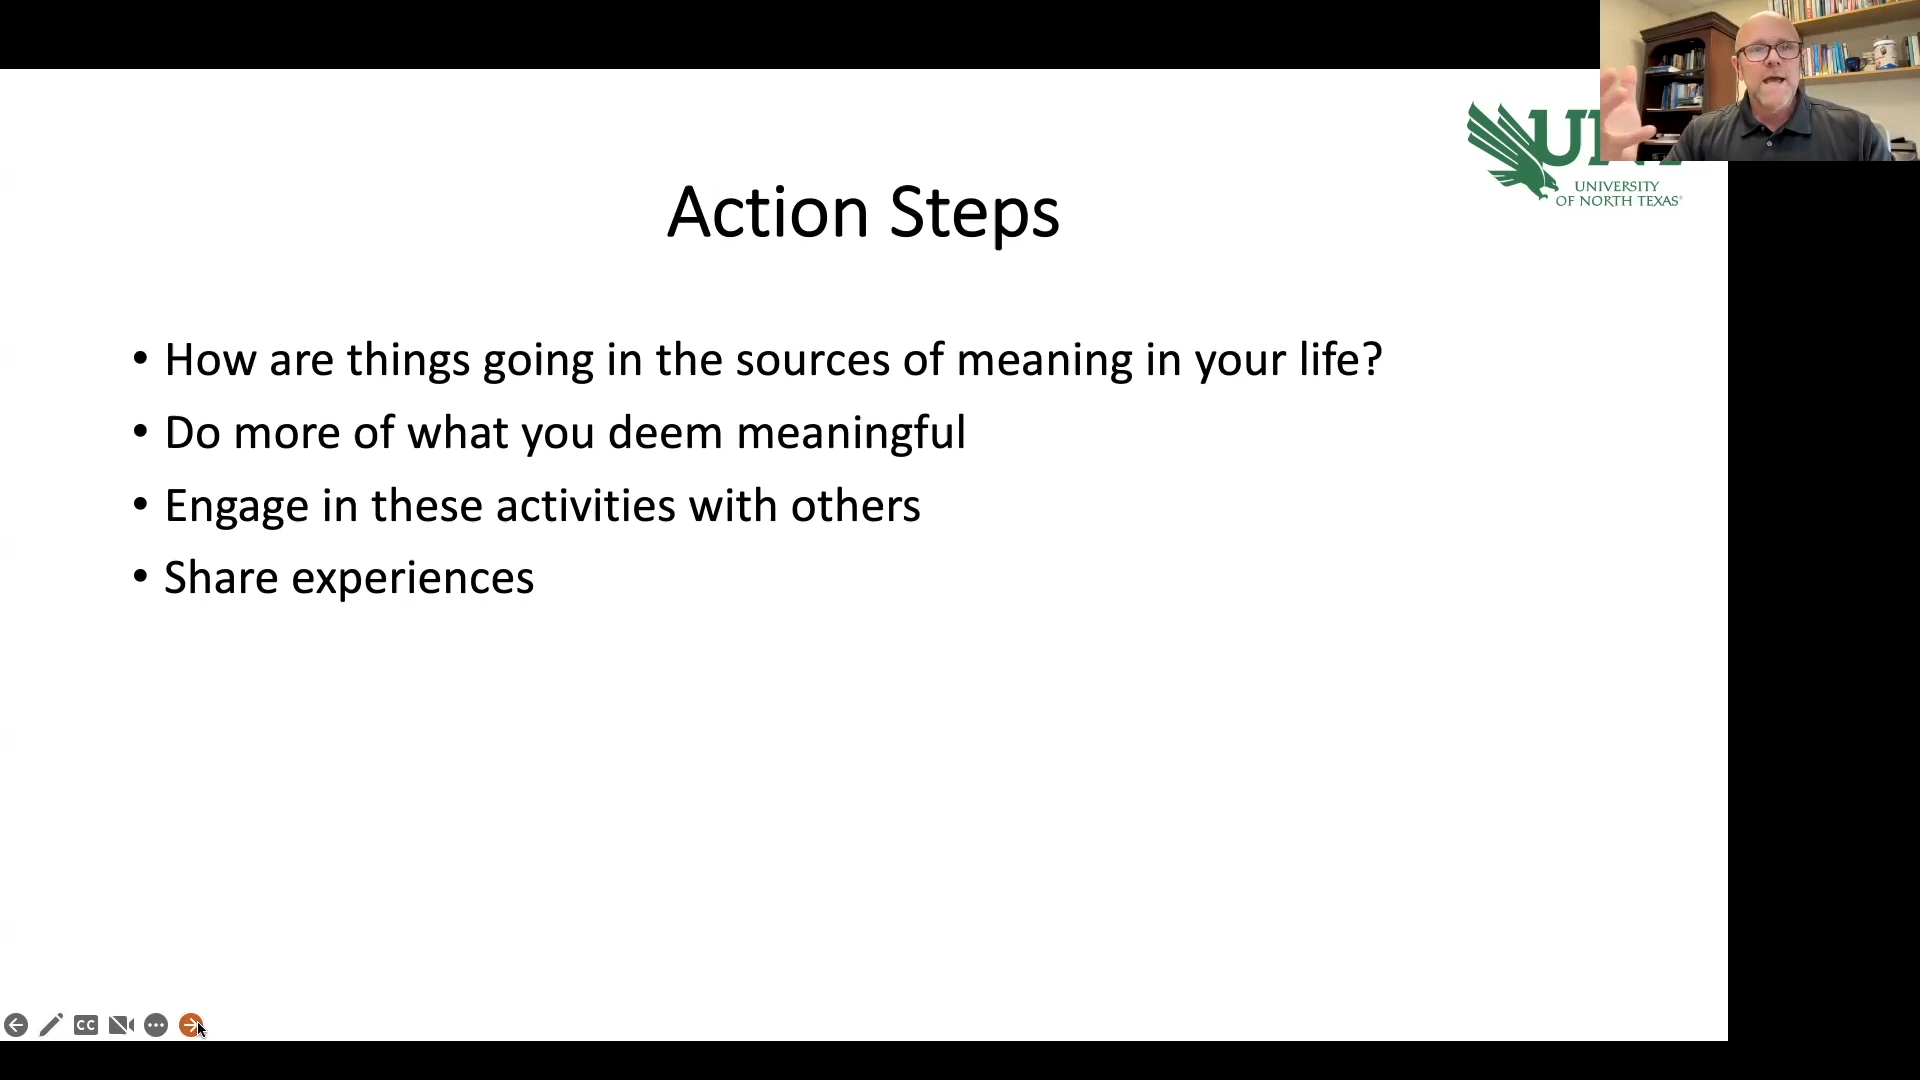 Action Steps
UNIVERSITY
OF NORTH TEXAS®
• How are things going in the sources of meaning in your life?
• Do more of what you deem meaningful
• Engage in these activities with others
• Share experiences
CC